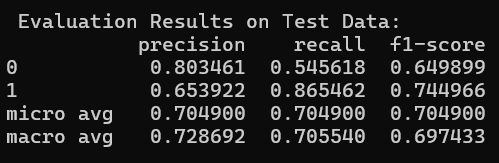 Evaluation Results on Test Data:
precision recall f1-score
0 0.803461 0.545618 0.649899
1 0.653922 0.865462 0.744966
micro avg 0.704900 0.704900 0.704900
macro avg 0.728692 0.705540 0.697433